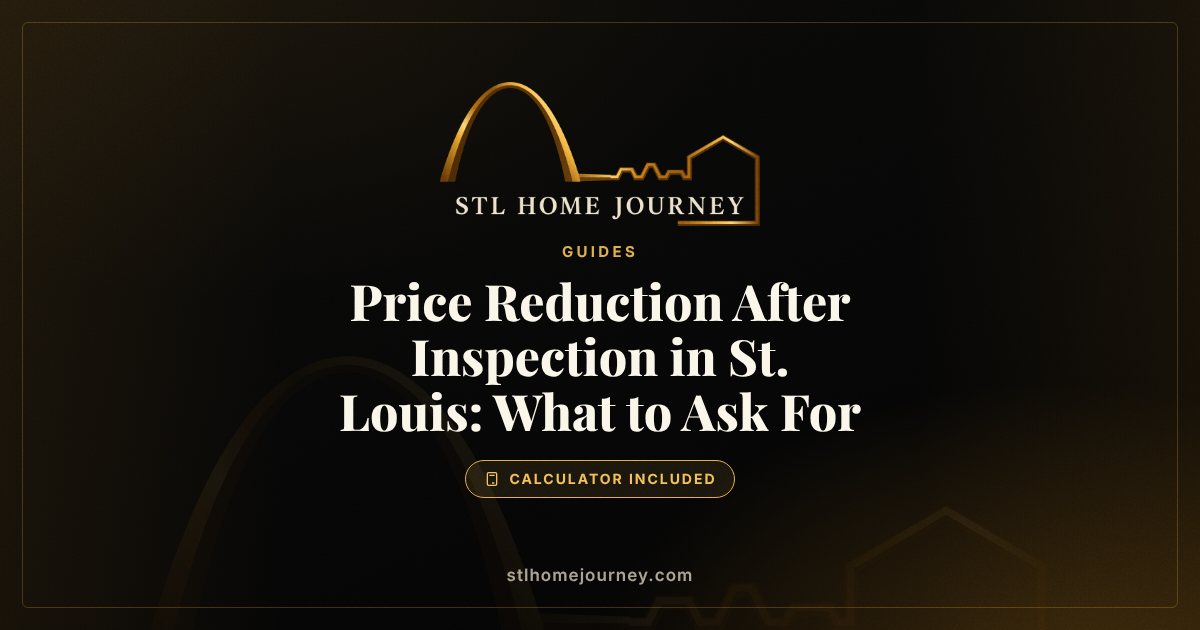 STL HOME JOURNEY
GUIDES
Price Reduction After
Inspection in St.
Louis: What to Ask For
CALCULATOR INCLUDED
stlhomejourney.com